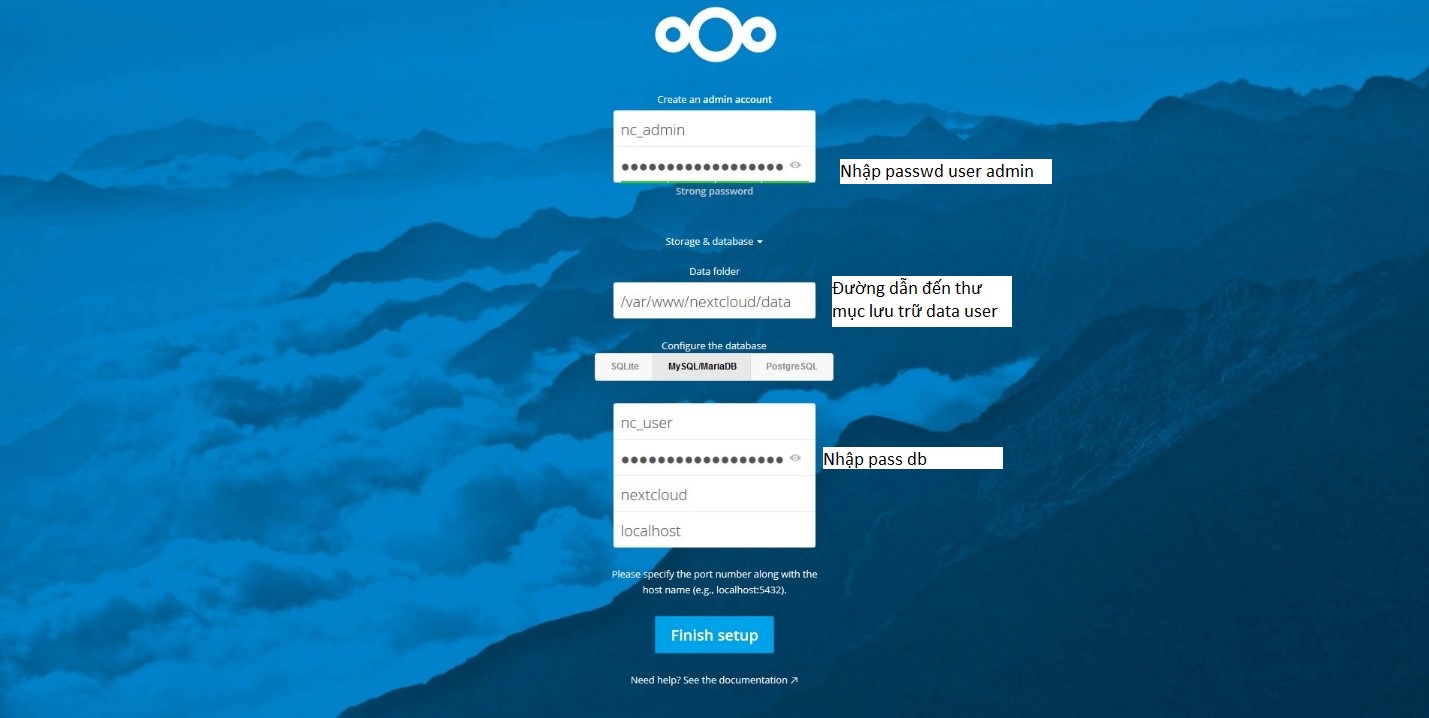 Create an admin account
nc_admin
••••••••••••••••••
Nhập passwd user admin
Strong password
Storage & database
Data folder
/var/www/nextcloud/data
Đường dẫn đến thư
mục lưu trữ data user
Configure the database
SQLite MySQL/MariaDB PostgreSQL
nc_user
••••••••••••••••••
Nhập pass db
nextcloud
localhost
Please specify the port number along with the
host name (e.g., localhost:5432).
Finish setup
Need help? See the documentation ↗